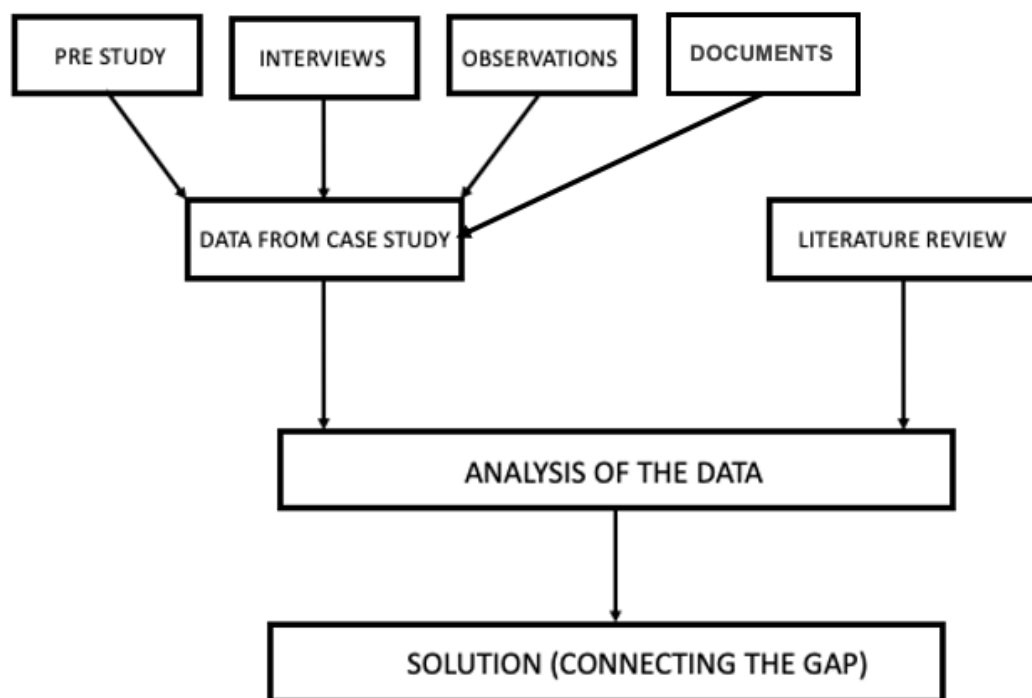 PRE STUDY
INTERVIEWS
OBSERVATIONS
DOCUMENTS
DATA FROM CASE STUDY
LITERATURE REVIEW
ANALYSIS OF THE DATA
SOLUTION (CONNECTING THE GAP)